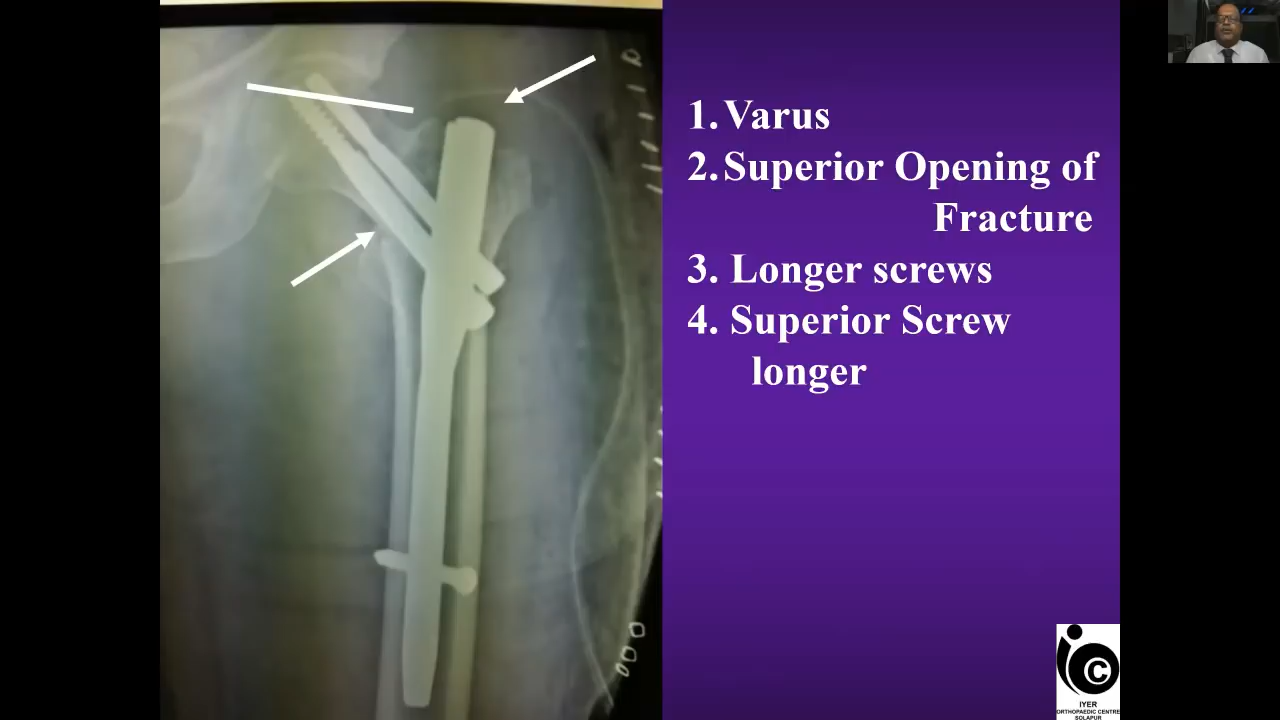 1. Varus
2. Superior Opening of
Fracture
3. Longer screws
4. Superior Screw
longer
IYER
ORTHOPAEDIC CENTRE
SOLAPUR